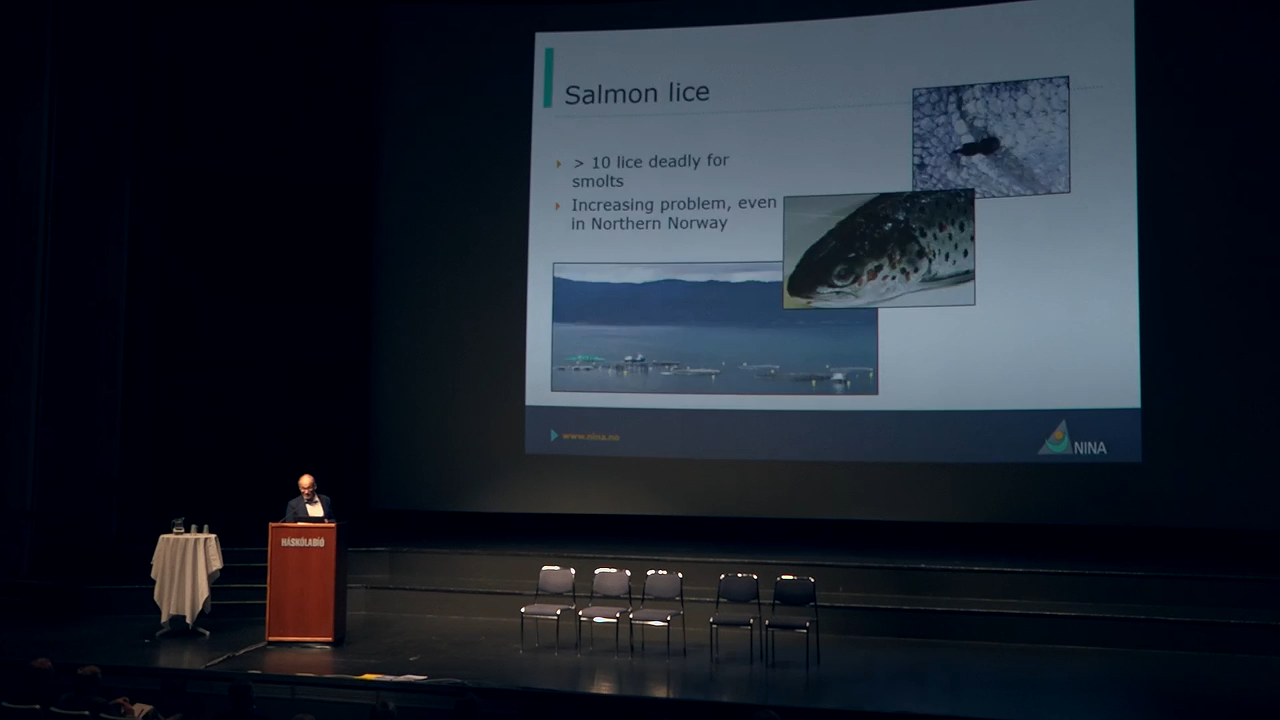 Salmon lice
> 10 lice deadly for
smolts
Increasing problem, even
in Northern Norway
www.nina.no
NINA
HÁSKÓLABÍÓ